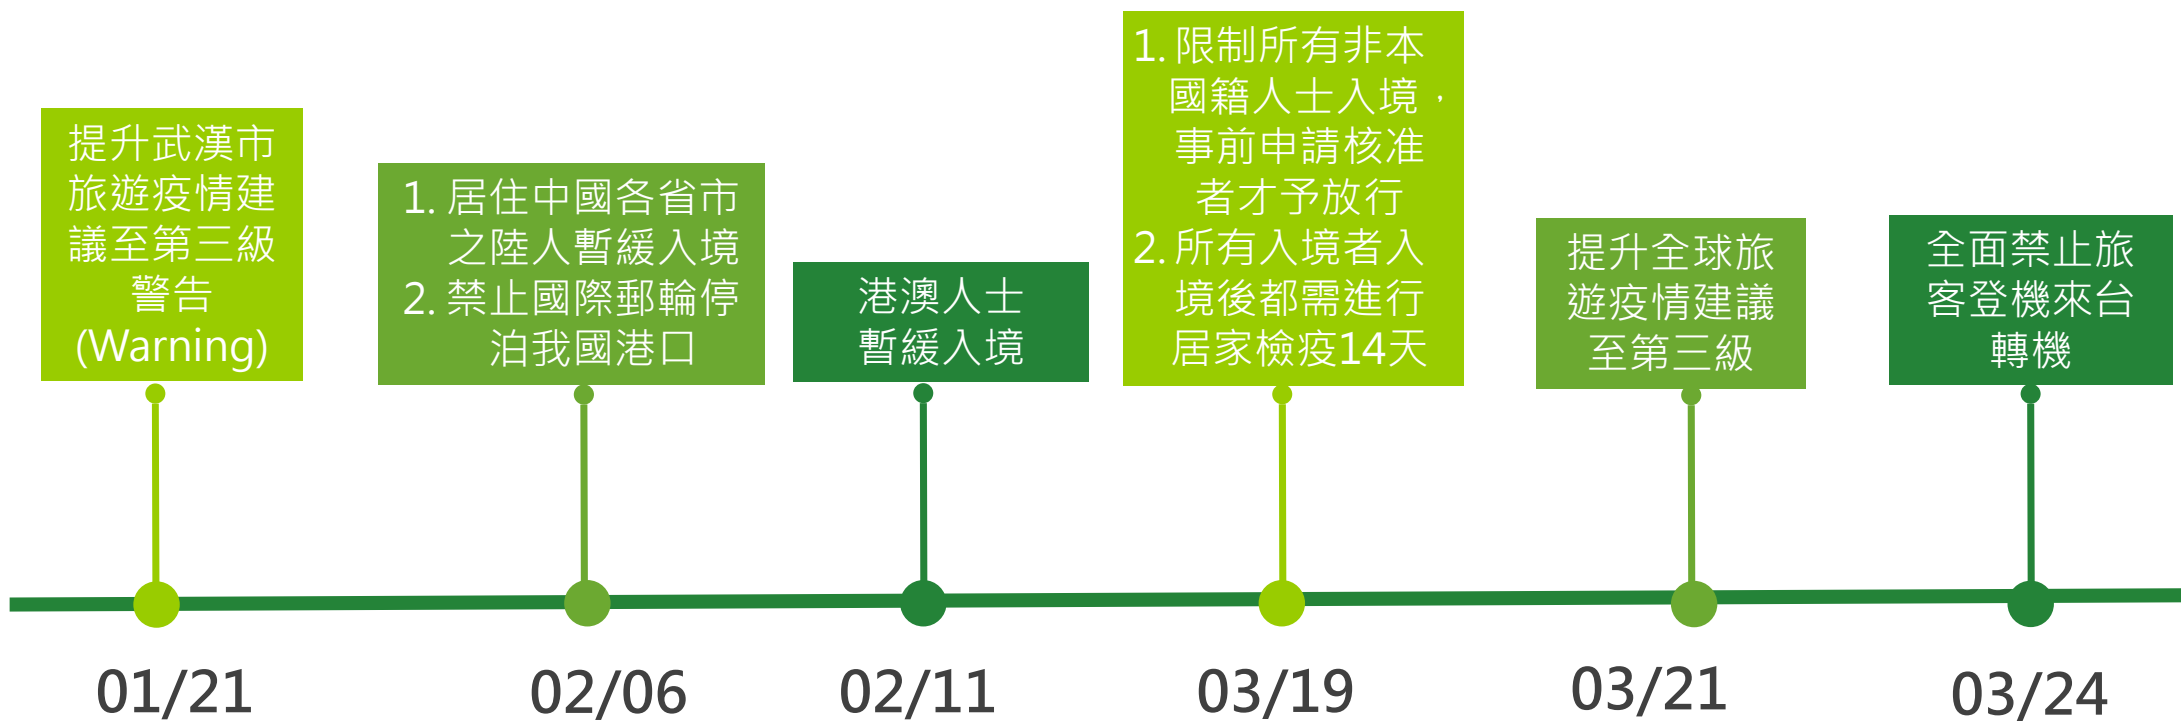 提升武漢市
旅遊疫情建
議至第三級
警告
(Warning)
1. 居住中國各省市
之陸人暫緩入境
2. 禁止國際郵輪停
泊我國港口
港澳人士
暫緩入境
1. 限制所有非本
國籍人士入境，
事前申請核准
者才予放行
2. 所有入境者入
境後都需進行
居家檢疫14天
提升全球旅
遊疫情建議
至第三級
全面禁止旅
客登機來台
轉機
01/21
02/06
02/11
03/19
03/21
03/24